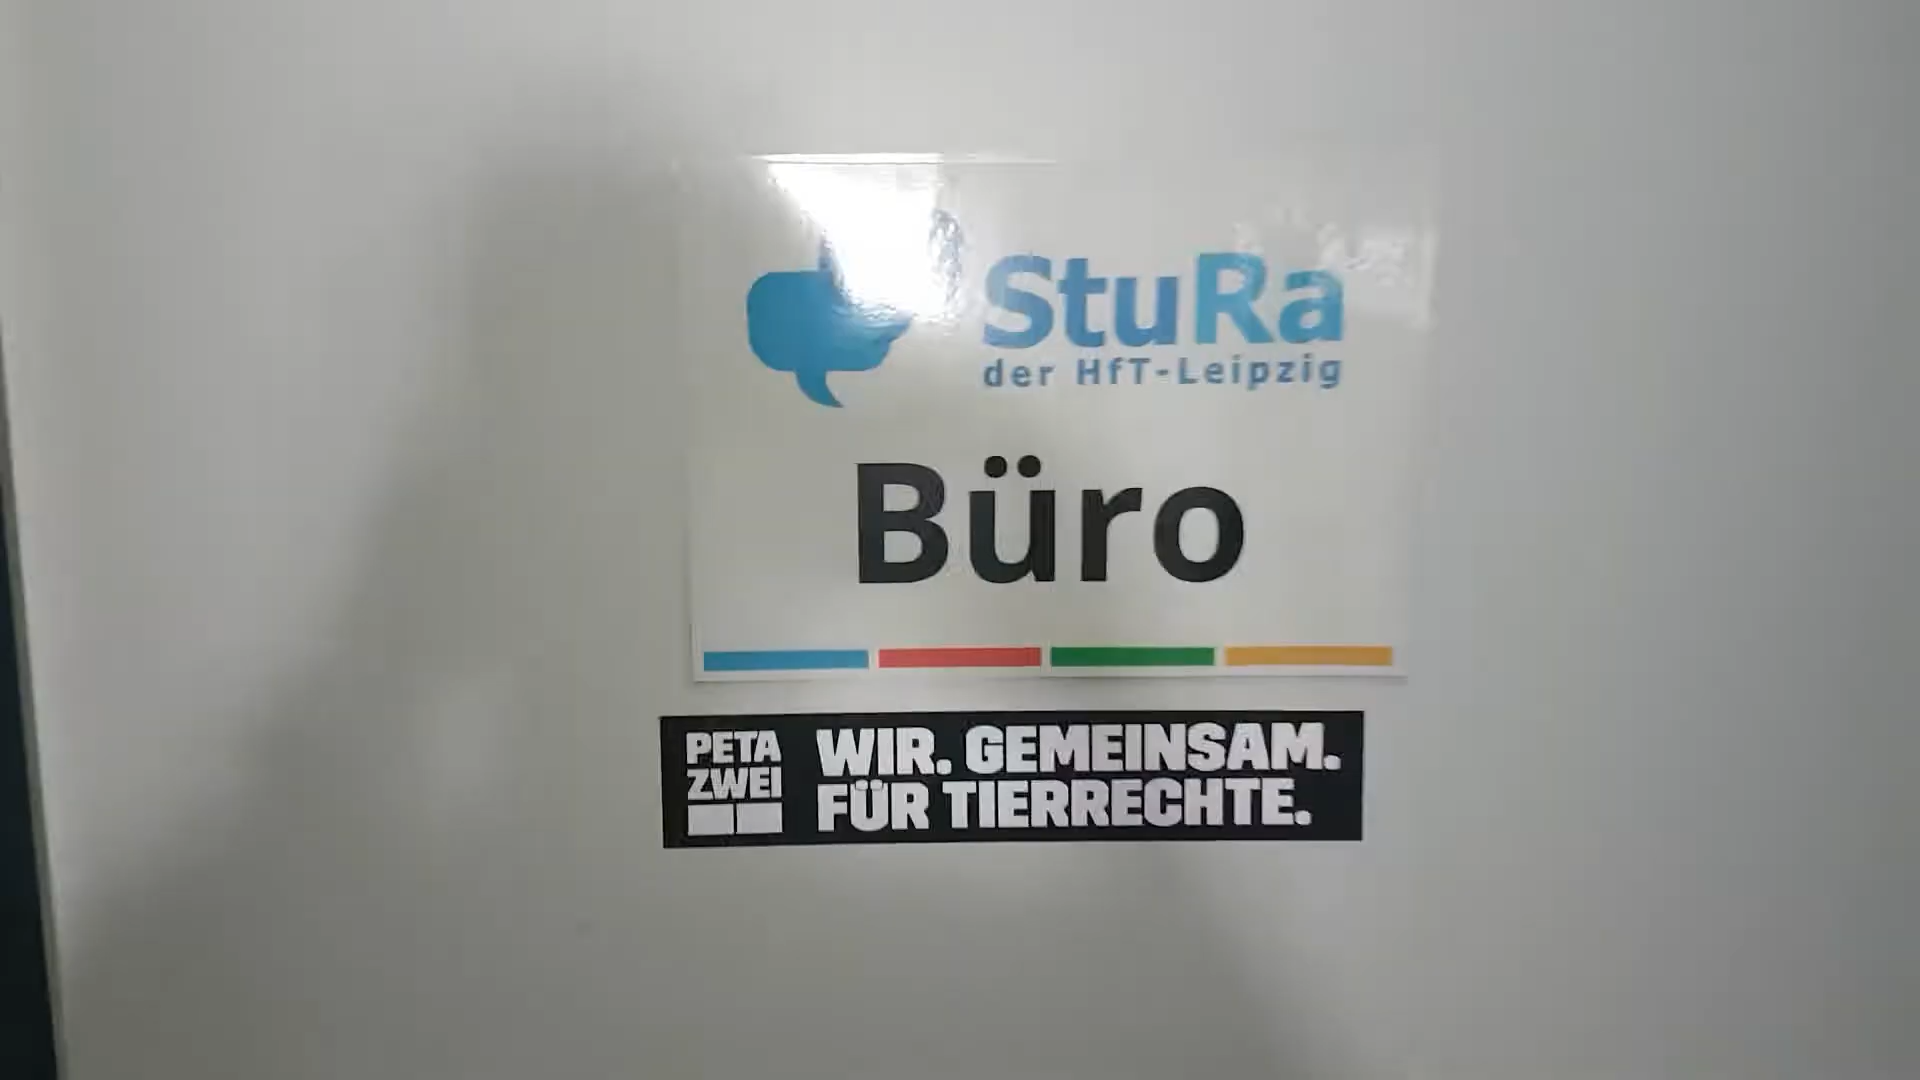 StuRa
der HfT-Leipzig
Büro
PETA
ZWEI
WIR. GEMEINSAM.
FÜR TIERRECHTE.